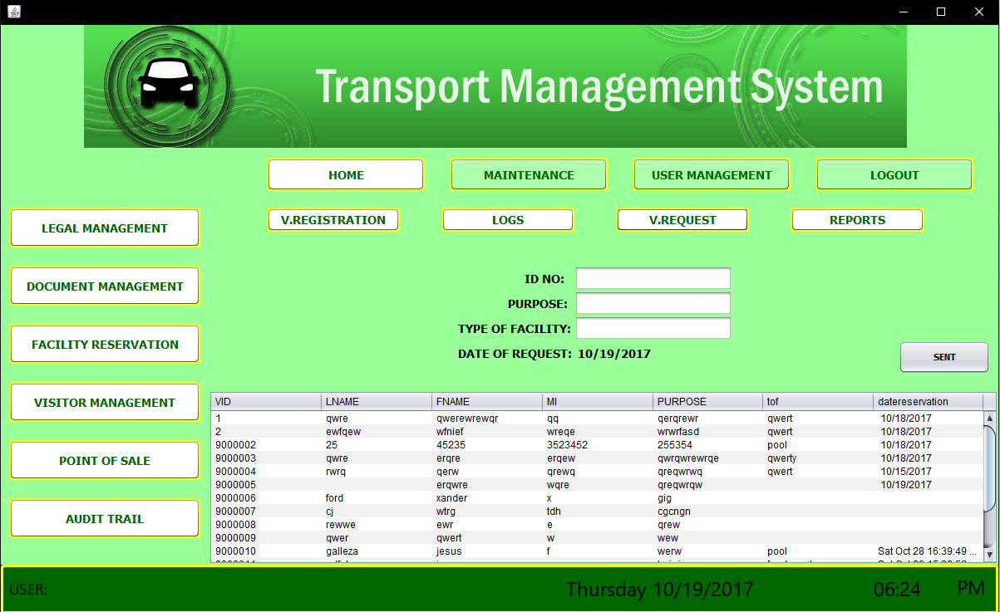 Transport Management System
HOME MAINTENANCE USER MANAGEMENT LOGOUT
V.REGISTRATION LOGS V.REQUEST REPORTS
LEGAL MANAGEMENT
DOCUMENT MANAGEMENT
FACILITY RESERVATION
VISITOR MANAGEMENT
POINT OF SALE
AUDIT TRAIL
ID NO:
PURPOSE:
TYPE OF FACILITY:
DATE OF REQUEST: 10/19/2017
SENT
VID LNAME FNAME MI PURPOSE tof datereservation
1 qwre qwerewrewqr qq qerqrewr qwert 10/18/2017
2 ewfqew wfnief wreqe wrwrfasd qwert 10/18/2017
9000002 25 45235 3523452 255354 pool 10/18/2017
9000003 qwre erqre erqew qwrqwrewrqe qwerty 10/18/2017
9000004 rwrq qerw qrewq qreqwrwq qwert 10/15/2017
9000005 erqwre wqre qreqwrqw 10/19/2017
9000006 ford xander x gig
9000007 cj wtrg tdh cgcngn
9000008 rewwe ewr e qrew
9000009 qwer qwert w wew
9000010 galleza jesus f werw pool Sat Oct 28 16:39:49 ...
USER: Thursday 10/19/2017 06:24 PM